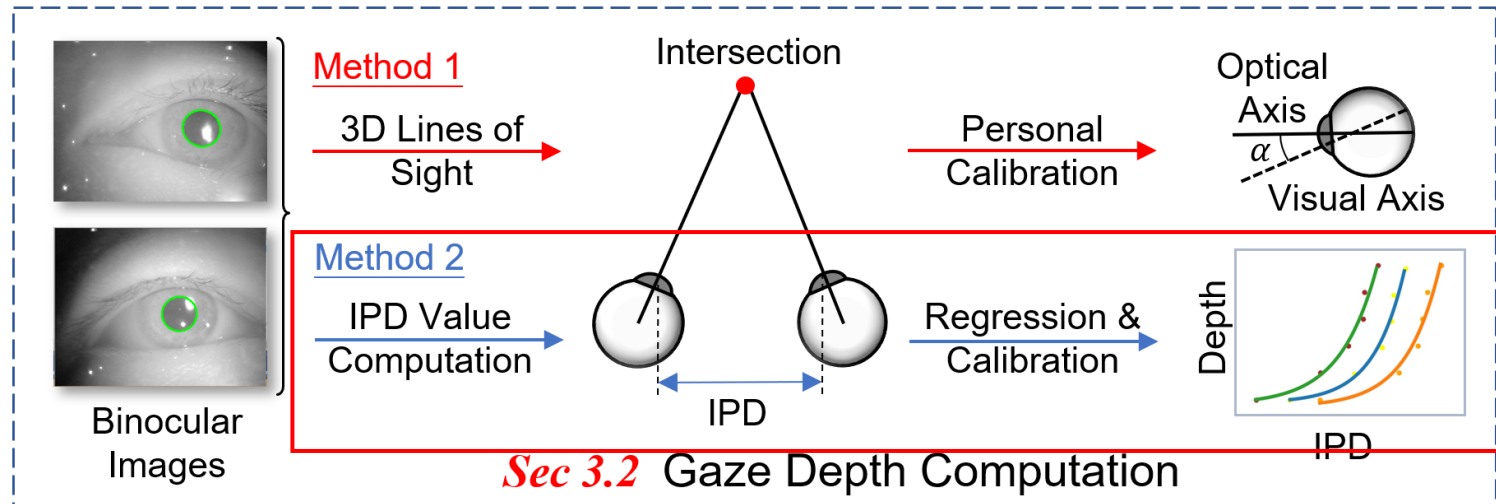 Method 1
3D Lines of
Sight
Intersection
Personal
Calibration
Optical
Axis
α
Visual Axis
Method 2
IPD Value
Computation
IPD
Regression &
Calibration
Depth
IPD
Binocular
Images
Sec 3.2 Gaze Depth Computation